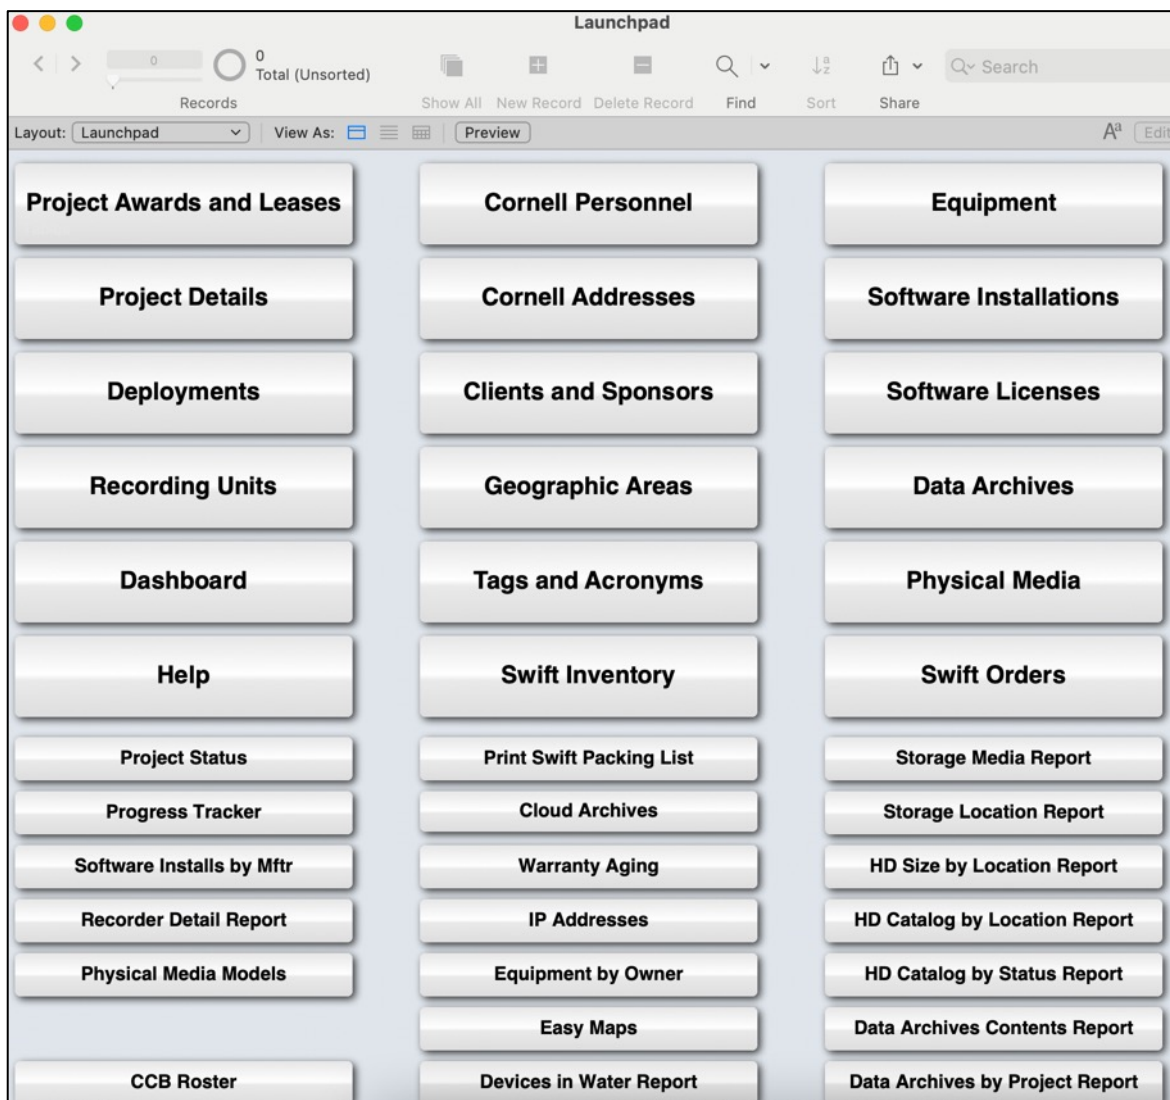 Launchpad
0
0
Total (Unsorted)
Search
Records
Show All New Record Delete Record Find Sort Share
Layout: Launchpad View As: Preview Aa Edit
Project Awards and Leases Cornell Personnel Equipment
Project Details Cornell Addresses Software Installations
Deployments Clients and Sponsors Software Licenses
Recording Units Geographic Areas Data Archives
Dashboard Tags and Acronyms Physical Media
Help Swift Inventory Swift Orders
Project Status Print Swift Packing List Storage Media Report
Progress Tracker Cloud Archives Storage Location Report
Software Installs by Mftr Warranty Aging HD Size by Location Report
Recorder Detail Report IP Addresses HD Catalog by Location Report
Physical Media Models Equipment by Owner HD Catalog by Status Report
Easy Maps Data Archives Contents Report
CCB Roster Devices in Water Report Data Archives by Project Report